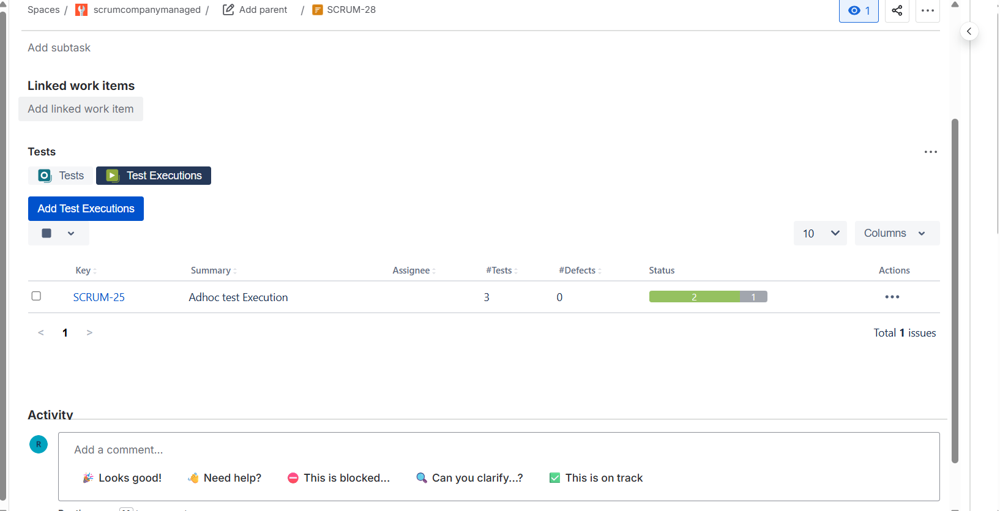 Spaces / scrumcompanymanaged / Add parent / SCRUM-28
1
Add subtask
Linked work items
Add linked work item
Tests
Tests Test Executions
Add Test Executions
10 Columns
Key Summary Assignee #Tests #Defects Status Actions
SCRUM-25 Adhoc test Execution 3 0 2 1
< 1 > Total 1 issues
Activity
R
Add a comment...
Looks good! Need help? This is blocked... Can you clarify...? This is on track